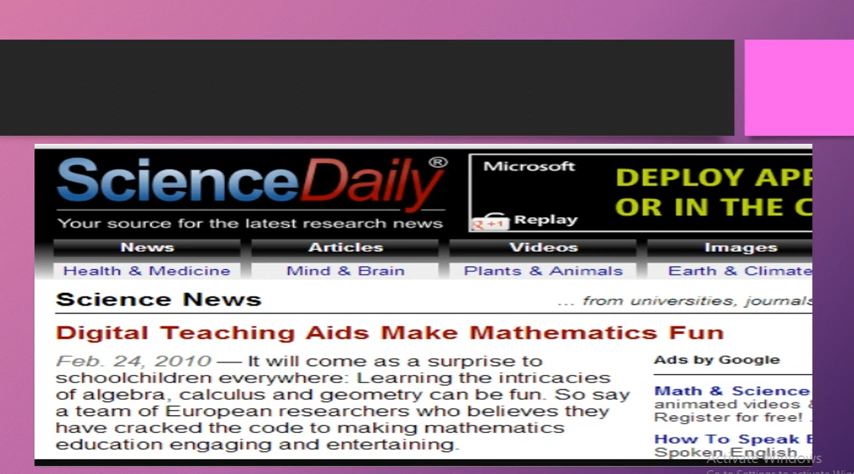 ScienceDaily®
Your source for the latest research news
Microsoft
Replay
+1
DEPLOY APP
OR IN THE C
News Articles Videos Images
Health & Medicine Mind & Brain Plants & Animals Earth & Climate
Science News
... from universities, journals
Digital Teaching Aids Make Mathematics Fun
Feb. 24, 2010 — It will come as a surprise to
schoolchildren everywhere: Learning the intricacies
of algebra, calculus and geometry can be fun. So say
a team of European researchers who believes they
have cracked the code to making mathematics
education engaging and entertaining.
Ads by Google
Math & Science
animated videos &
Register for free!
How To Speak E
Spoken English
Activate Windows